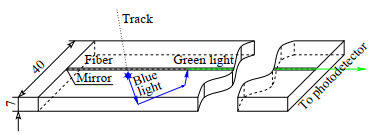 Track
40
Fiber
Green light
Mirror
Blue
light
7
To photodetector